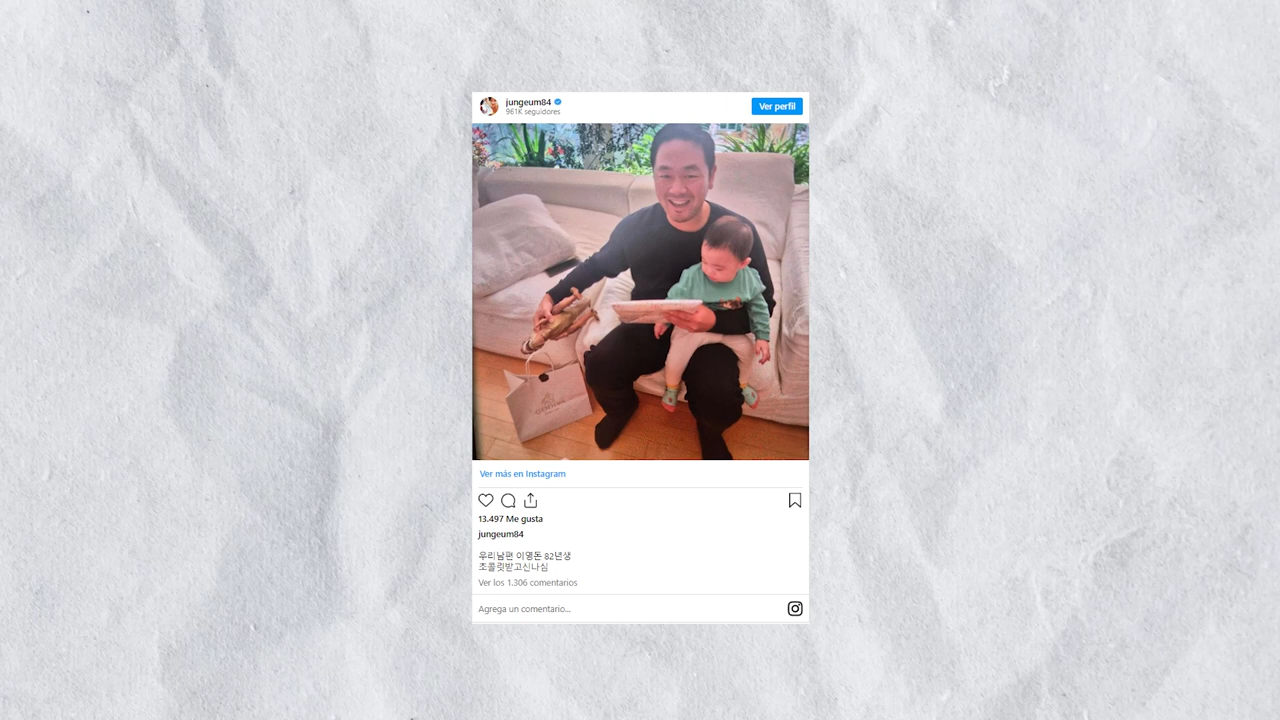 jungeum84
961K seguidores
Ver perfil
GODIVA
Ver más en Instagram
13.497 Me gusta
jungeum84
우리남편 이영돈 82년생
초콜릿받고신나심
Ver los 1.306 comentarios
Agrega un comentario...